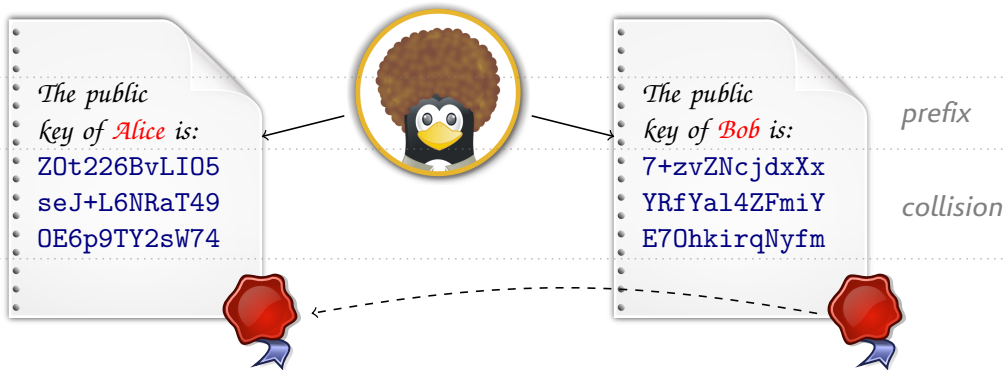 The public
key of Alice is:
ZOt226BvLIO5
seJ+L6NRaT49
OE6p9TY2sW74
The public
key of Bob is:
7+zvZNcjdxXx
YRfYal4ZFmiY
E7OhkirqNyfm
prefix
collision